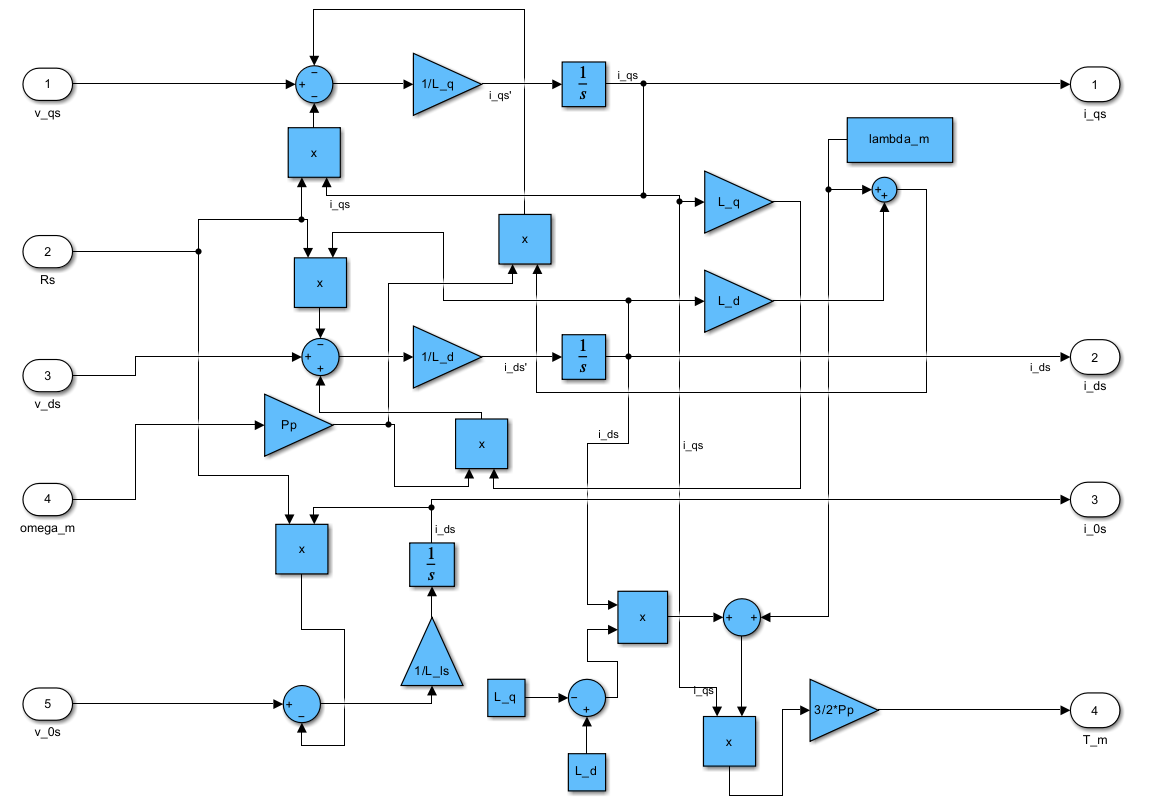 1
v_qs
+
−
−
1/L_q
i_qs'
1
s
i_qs
1
i_qs
x
lambda_m
i_qs
L_q
+
+
2
Rs
x
x
L_d
3
v_ds
+
−
+
1/L_d
i_ds'
1
s
i_ds
2
i_ds
Pp
x
i_ds
i_qs
4
omega_m
3
i_0s
x
i_ds
1
s
x
+
+
1/L_ls
5
v_0s
+
−
L_q
−
+
i_qs
3/2*Pp
4
T_m
x
L_d